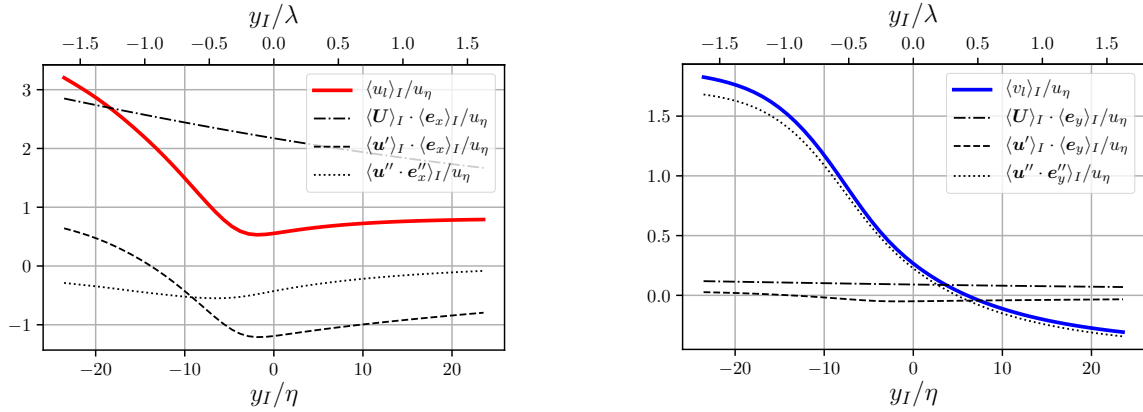 y_I/λ
−1.5 −1.0 −0.5 0.0 0.5 1.0 1.5
3
2
1
0
−1
⟨u_l⟩_I/u_η
⟨U⟩_I · ⟨e_x⟩_I/u_η
⟨u′⟩_I · ⟨e_x⟩_I/u_η
⟨u″ · e″_x⟩_I/u_η
−20 −10 0 10 20
y_I/η
y_I/λ
−1.5 −1.0 −0.5 0.0 0.5 1.0 1.5
1.5
1.0
0.5
0.0
⟨v_l⟩_I/u_η
⟨U⟩_I · ⟨e_y⟩_I/u_η
⟨u′⟩_I · ⟨e_y⟩_I/u_η
⟨u″ · e″_y⟩_I/u_η
−20 −10 0 10 20
y_I/η